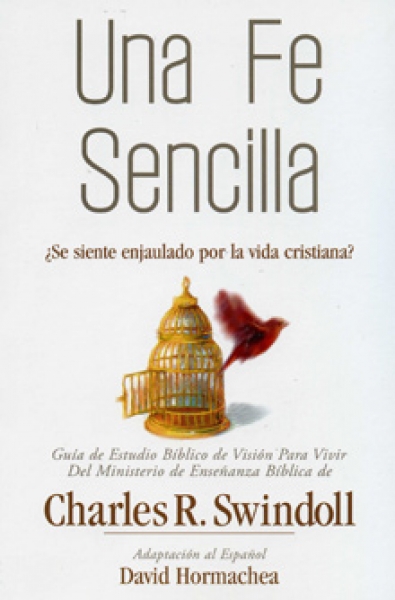 Una Fe
Sencilla
¿Se siente enjaulado por la vida cristiana?
Guía de Estudio Bíblico de Visión Para Vivir
Del Ministerio de Enseñanza Bíblica de
Charles R. Swindoll
Adaptación al Español
David Hormachea